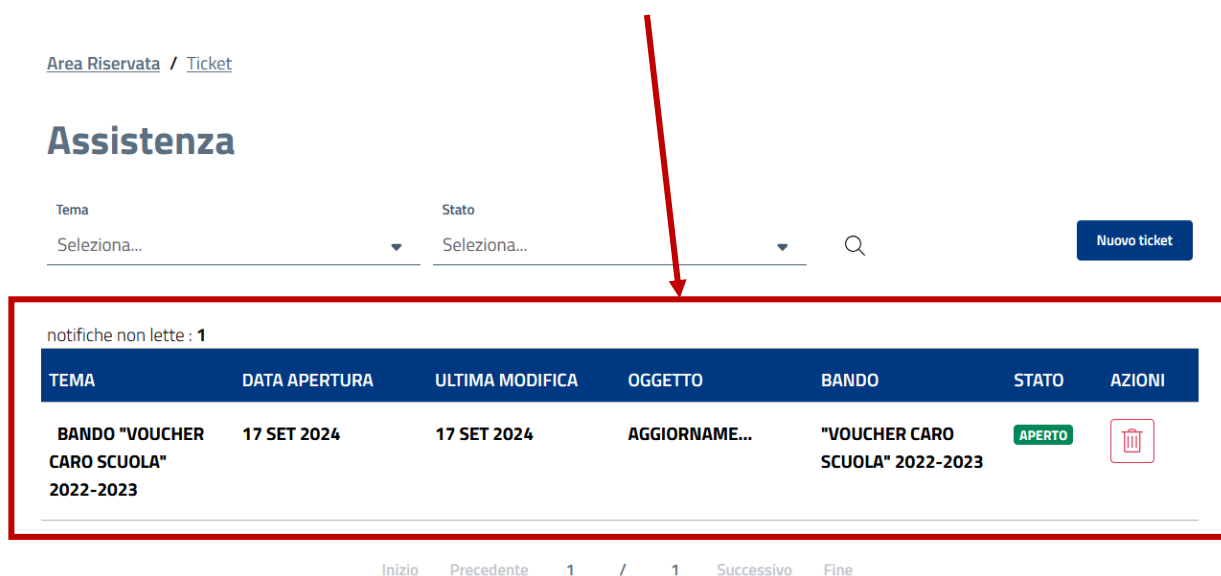 Area Riservata / Ticket
Assistenza
Tema
Stato
Seleziona...
Seleziona...
Nuovo ticket
notifiche non lette : 1
TEMA DATA APERTURA ULTIMA MODIFICA OGGETTO BANDO STATO AZIONI
BANDO "VOUCHER 17 SET 2024 17 SET 2024 AGGIORNAME... "VOUCHER CARO APERTO
CARO SCUOLA" SCUOLA" 2022-2023
2022-2023
Inizio Precedente 1 / 1 Successivo Fine